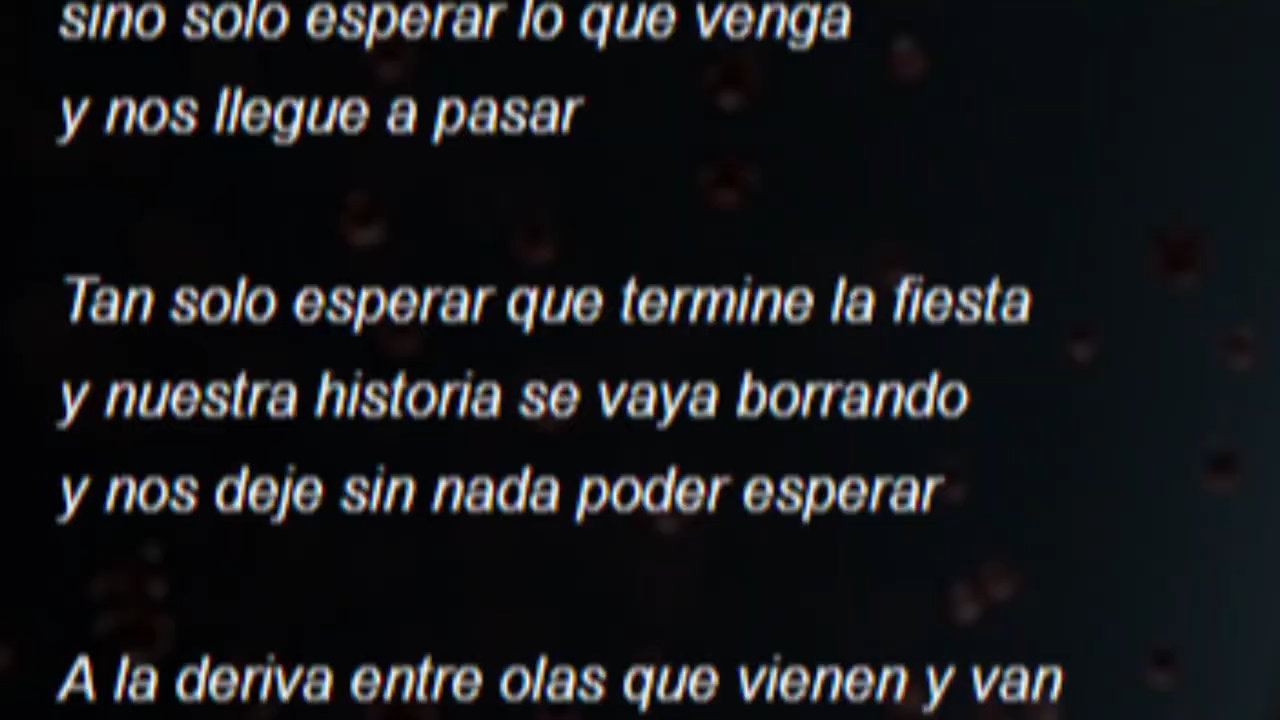 sino solo esperar lo que venga
y nos llegue a pasar
Tan solo esperar que termine la fiesta
y nuestra historia se vaya borrando
y nos deje sin nada poder esperar
A la deriva entre olas que vienen y van